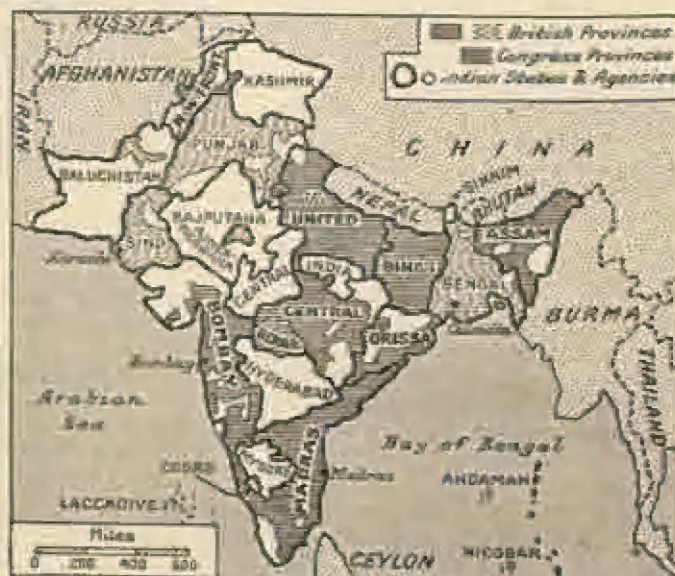 RUSSIA
British Provinces
Congress Provinces
Indian States & Agencies
AFGHANISTAN
IRAN
N.W. FRONT.
KASHMIR
PUNJAB
CHINA
BALUCHISTAN
NEPAL
SIKKIM
BHUTAN
RAJPUTANA
UNITED
ASSAM
SIND
Karachi
CENTRAL
INDIA
BENGAL
BURMA
CENTRAL
ORISSA
BOMBAY
Bombay
HYDERABAD
THAILAND
Arabian
Sea
Bay of Bengal
COORG
MADRAS
Madras
ANDAMAN
LACCADIVE
Miles
0 200 400 600
CEYLON
NICOBAR